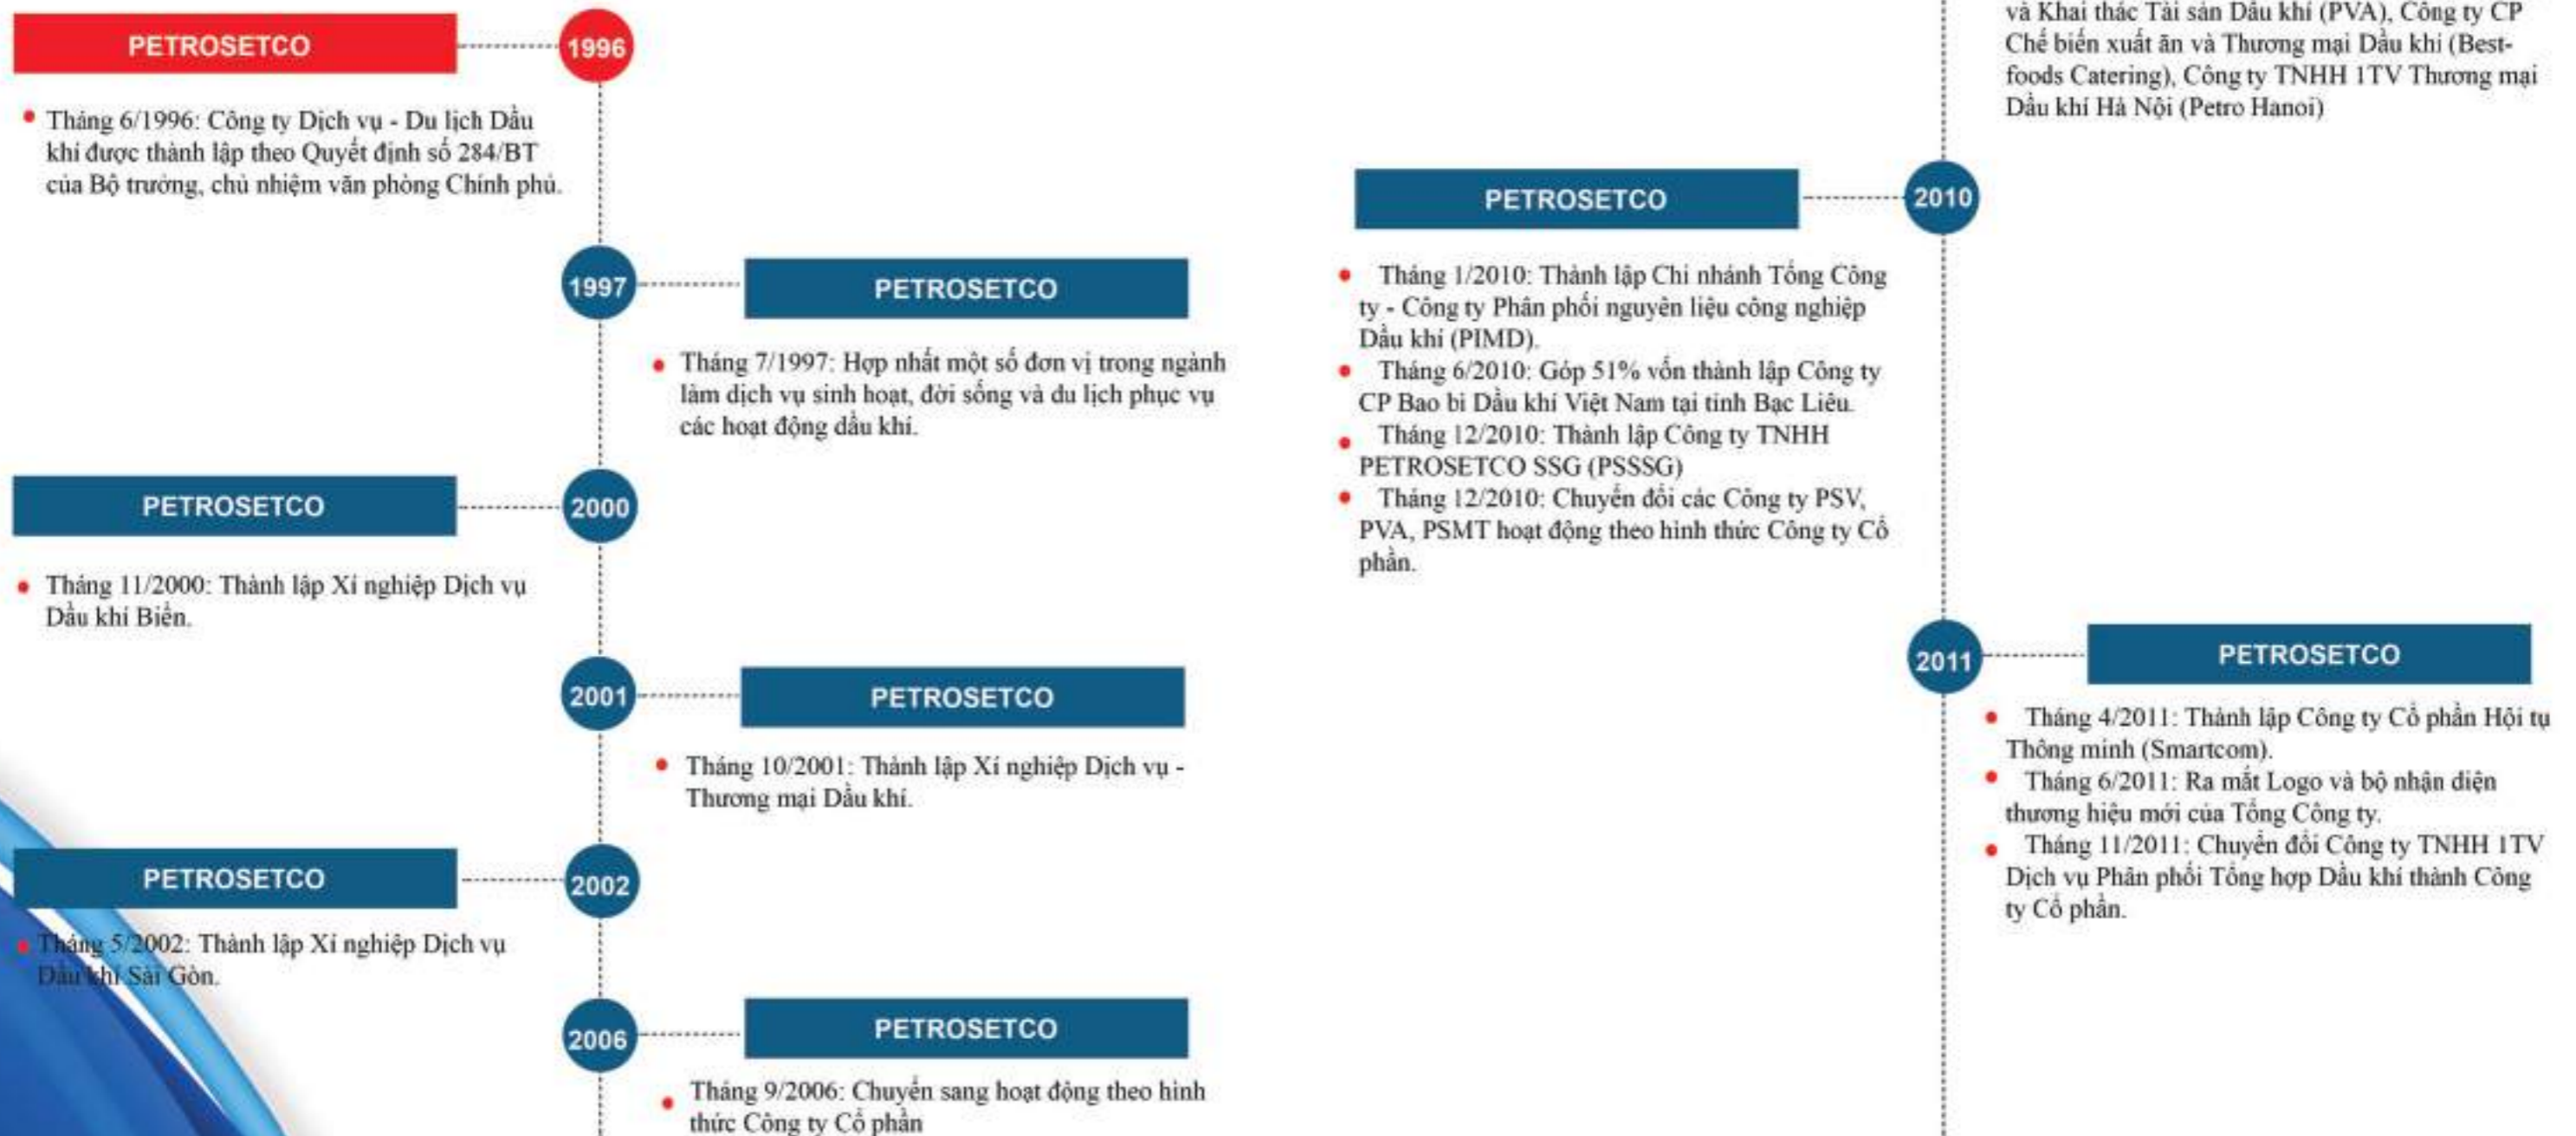 PETROSETCO
1996
Tháng 6/1996: Công ty Dịch vụ - Du lịch Dầu
khí được thành lập theo Quyết định số 284/BT
của Bộ trưởng, chủ nhiệm văn phòng Chính phủ.
1997
PETROSETCO
Tháng 7/1997: Hợp nhất một số đơn vị trong ngành
làm dịch vụ sinh hoạt, đời sống và du lịch phục vụ
các hoạt động dầu khí.
PETROSETCO
2000
Tháng 11/2000: Thành lập Xí nghiệp Dịch vụ
Dầu khí Biển.
2001
PETROSETCO
Tháng 10/2001: Thành lập Xí nghiệp Dịch vụ -
Thương mại Dầu khí.
PETROSETCO
2002
Tháng 5/2002: Thành lập Xí nghiệp Dịch vụ
Dầu khí Sài Gòn.
2006
PETROSETCO
Tháng 9/2006: Chuyển sang hoạt động theo hình
thức Công ty Cổ phần
và Khai thác Tài sản Dầu khí (PVA), Công ty CP
Chế biến xuất ăn và Thương mại Dầu khí (Best-
foods Catering), Công ty TNHH 1TV Thương mại
Dầu khí Hà Nội (Petro Hanoi)
PETROSETCO
2010
Tháng 1/2010: Thành lập Chi nhánh Tổng Công
ty - Công ty Phân phối nguyên liệu công nghiệp
Dầu khí (PIMD).
Tháng 6/2010: Góp 51% vốn thành lập Công ty
CP Bao bì Dầu khí Việt Nam tại tỉnh Bạc Liêu.
Tháng 12/2010: Thành lập Công ty TNHH
PETROSETCO SSG (PSSSG)
Tháng 12/2010: Chuyển đổi các Công ty PSV,
PVA, PSMT hoạt động theo hình thức Công ty Cổ
phần.
2011
PETROSETCO
Tháng 4/2011: Thành lập Công ty Cổ phần Hội tụ
Thông minh (Smartcom).
Tháng 6/2011: Ra mắt Logo và bộ nhận diện
thương hiệu mới của Tổng Công ty.
Tháng 11/2011: Chuyển đổi Công ty TNHH 1TV
Dịch vụ Phân phối Tổng hợp Dầu khí thành Công
ty Cổ phần.